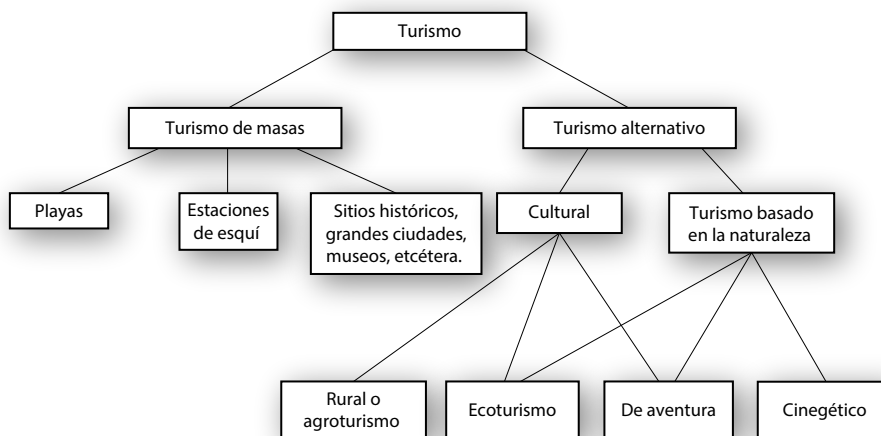 Turismo
Turismo de masas
Turismo alternativo
Playas
Estaciones
de esquí
Sitios históricos,
grandes ciudades,
museos, etcétera.
Cultural
Turismo basado
en la naturaleza
Rural o
agroturismo
Ecoturismo
De aventura
Cinegético